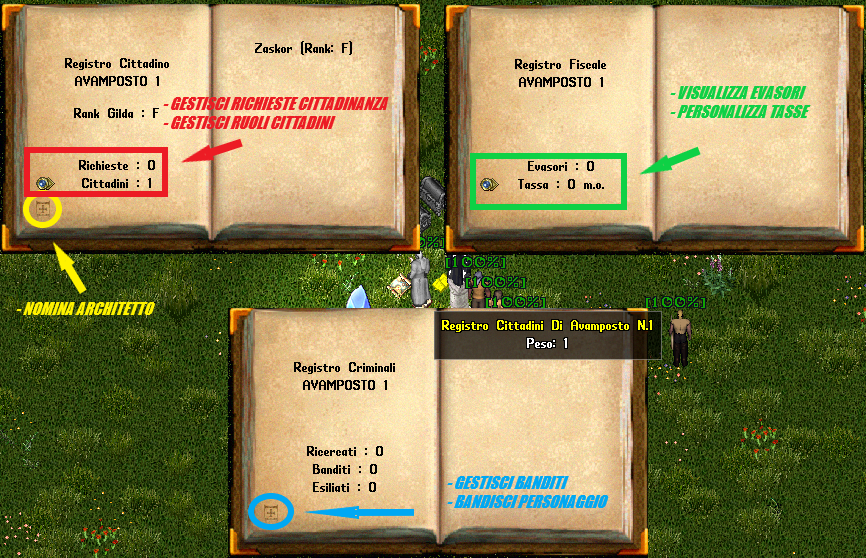 Registro Cittadino
AVAMPOSTO 1
Rank Gilda : F
Richieste : 0
Cittadini : 1
Zaskor (Rank: F)
- GESTISCI RICHIESTE CITTADINANZA
- GESTISCI RUOLI CITTADINI
- NOMINA ARCHITETTO
Registro Fiscale
AVAMPOSTO 1
Evasori : 0
Tassa : 0 m.o.
- VISUALIZZA EVASORI
- PERSONALIZZA TASSE
[100%]
[100%]
[100%]
[100%]
Registro Cittadini Di Avamposto N.1
Peso: 1
Registro Criminali
AVAMPOSTO 1
Ricercati : 0
Banditi : 0
Esiliati : 0
- GESTISCI BANDITI
- BANDISCI PERSONAGGIO